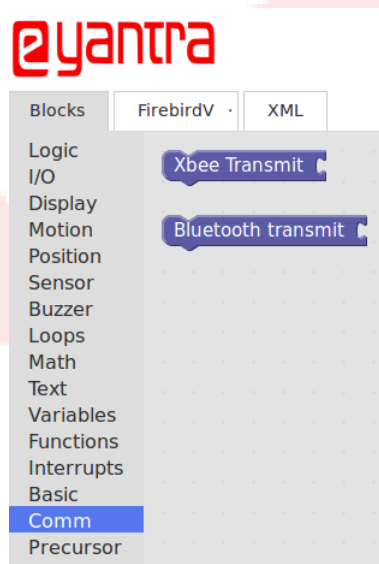 eyantra
Blocks
FirebirdV ·
XML
Logic
I/O
Display
Motion
Position
Sensor
Buzzer
Loops
Math
Text
Variables
Functions
Interrupts
Basic
Comm
Precursor
Xbee Transmit
Bluetooth transmit